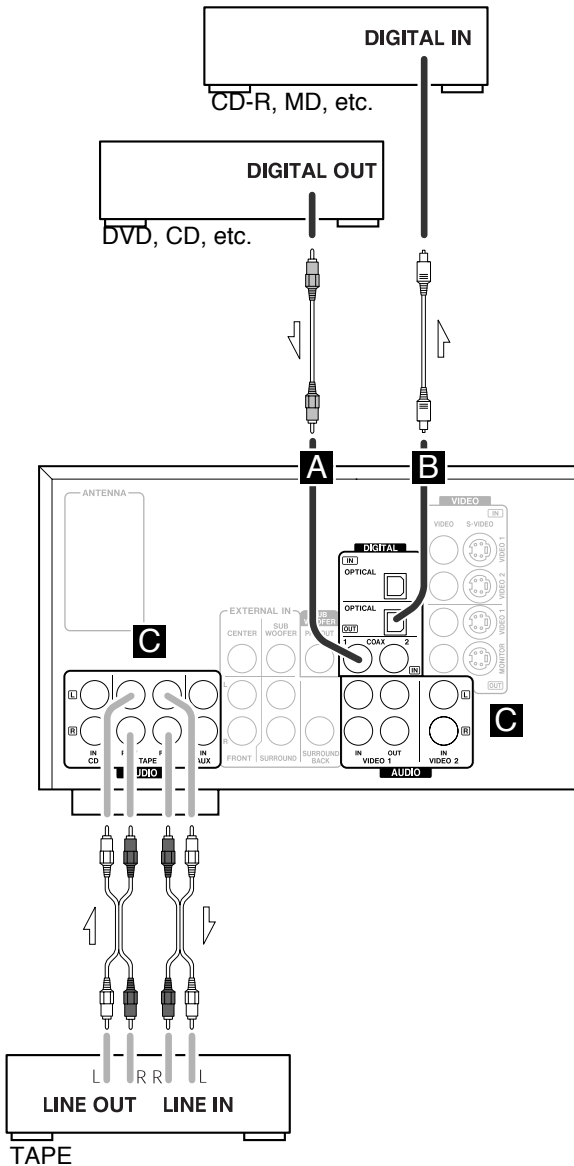 DIGITAL IN
CD-R, MD, etc.
DIGITAL OUT
DVD, CD, etc.
A
B
ANTENNA
VIDEO
IN
VIDEO S-VIDEO
VIDEO 1
VIDEO 2
VIDEO 1
MONITOR
OUT
DIGITAL
IN
OPTICAL
OPTICAL
OUT
1 COAX 2
IN
EXTERNAL IN
CENTER
SUB WOOFER
SUB WOOFER
OUT
L
R
FRONT
SURROUND
SURROUND BACK
C
L
R
IN
CD
TAPE
IN
AUX
C
L
R
IN OUT
VIDEO 1
IN
VIDEO 2
AUDIO
L R R L
LINE OUT LINE IN
TAPE